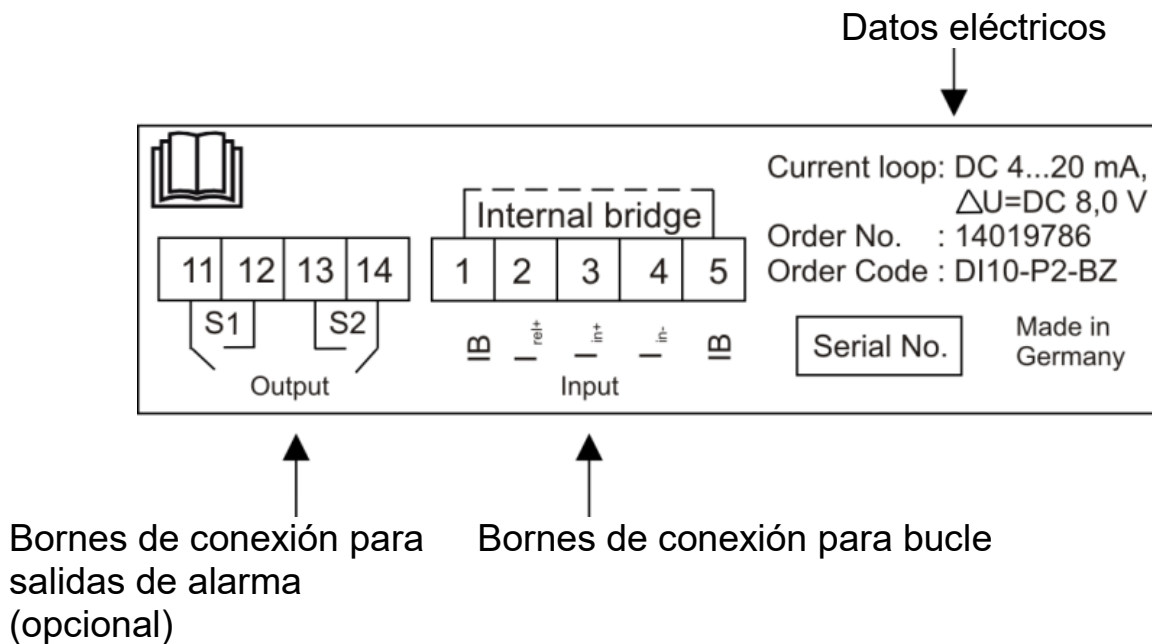 Datos eléctricos
Current loop: DC 4...20 mA,
△U=DC 8,0 V
Order No. : 14019786
Order Code : DI10-P2-BZ
Serial No.
Made in
Germany
Internal bridge
11 12 13 14
S1 S2
Output
1 2 3 4 5
IB I rel+ I in+ I in- IB
Input
Bornes de conexión para
salidas de alarma
(opcional)
Bornes de conexión para bucle